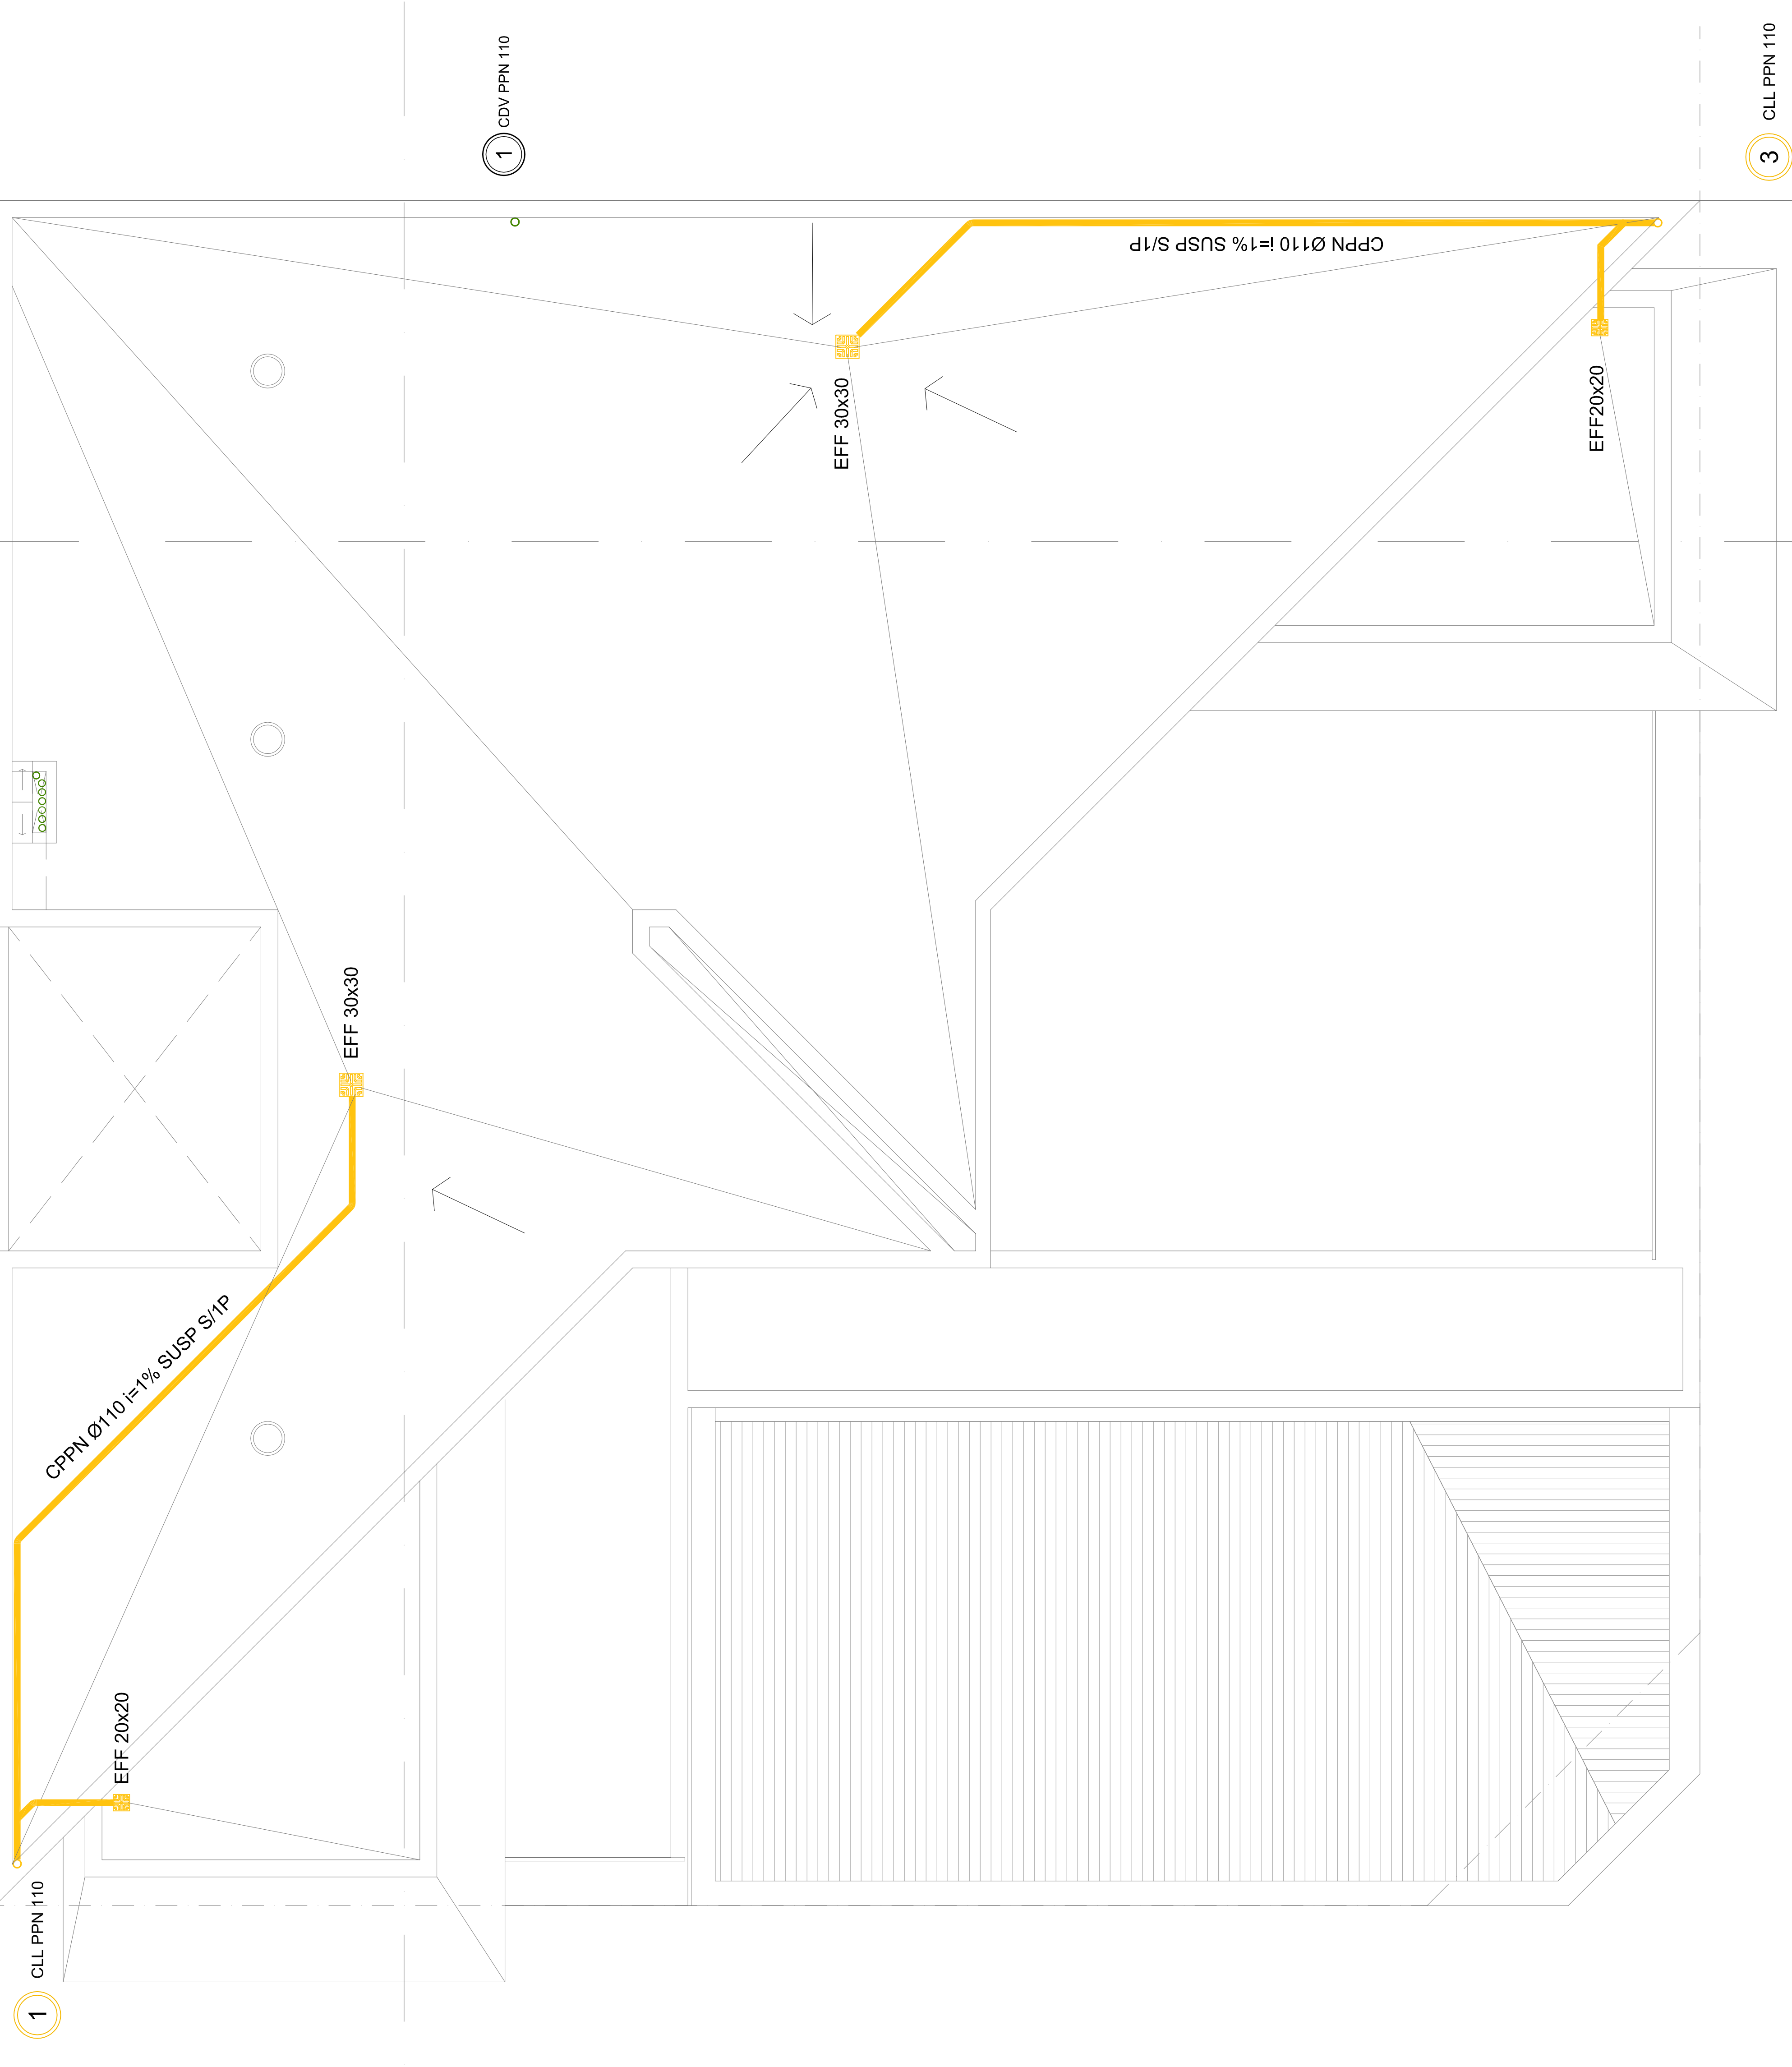 1
CDV PPN 110
3
CLL PPN 110
CPPN Ø110 i=1% SUSP S/1P
EFF 30x30
EFF20x20
EFF 30x30
CPPN Ø110 i=1% SUSP S/1P
EFF 20x20
1
CLL PPN 110